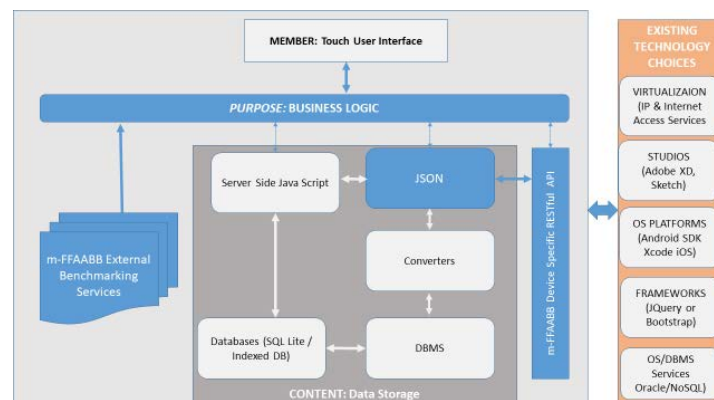 MEMBER: Touch User Interface
PURPOSE: BUSINESS LOGIC
Server Side Java Script
JSON
m-FFAABB External
Benchmarking
Services
Converters
Databases (SQL Lite /
Indexed DB)
DBMS
CONTENT: Data Storage
m-FFAABB Device Specific RESTful API
EXISTING
TECHNOLOGY
CHOICES
VIRTUALIZAION
(IP & Internet
Access Services
STUDIOS
(Adobe XD,
Sketch)
OS PLATFORMS
(Android SDK
Xcode iOS)
FRAMEWORKS
(JQuery or
Bootstrap)
OS/DBMS
Services
Oracle/NoSQL)